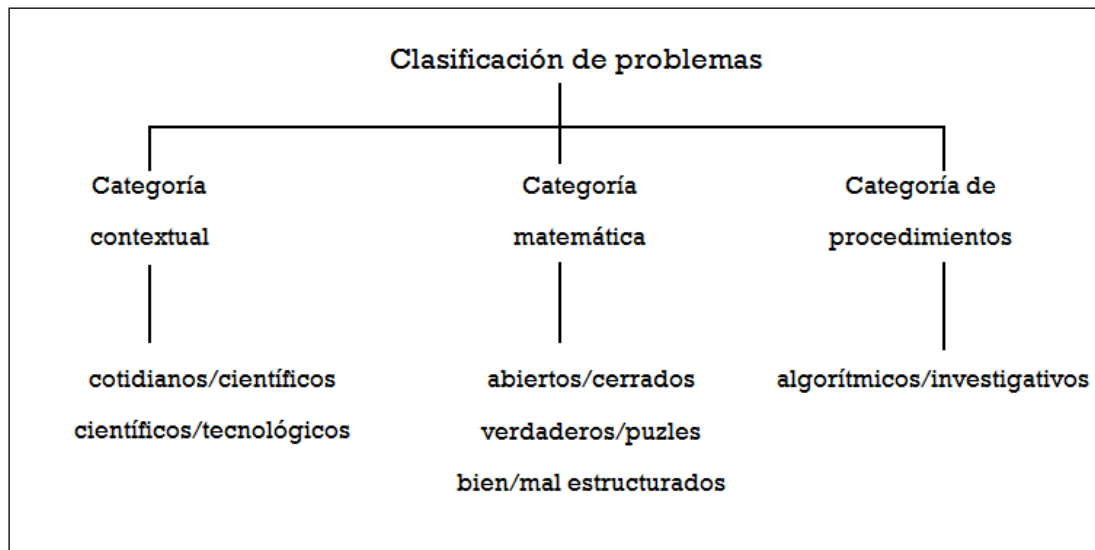 Clasificación de problemas
Categoría
contextual
cotidianos/científicos
científicos/tecnológicos
Categoría
matemática
abiertos/cerrados
verdaderos/puzles
bien/mal estructurados
Categoría de
procedimientos
algorítmicos/investigativos